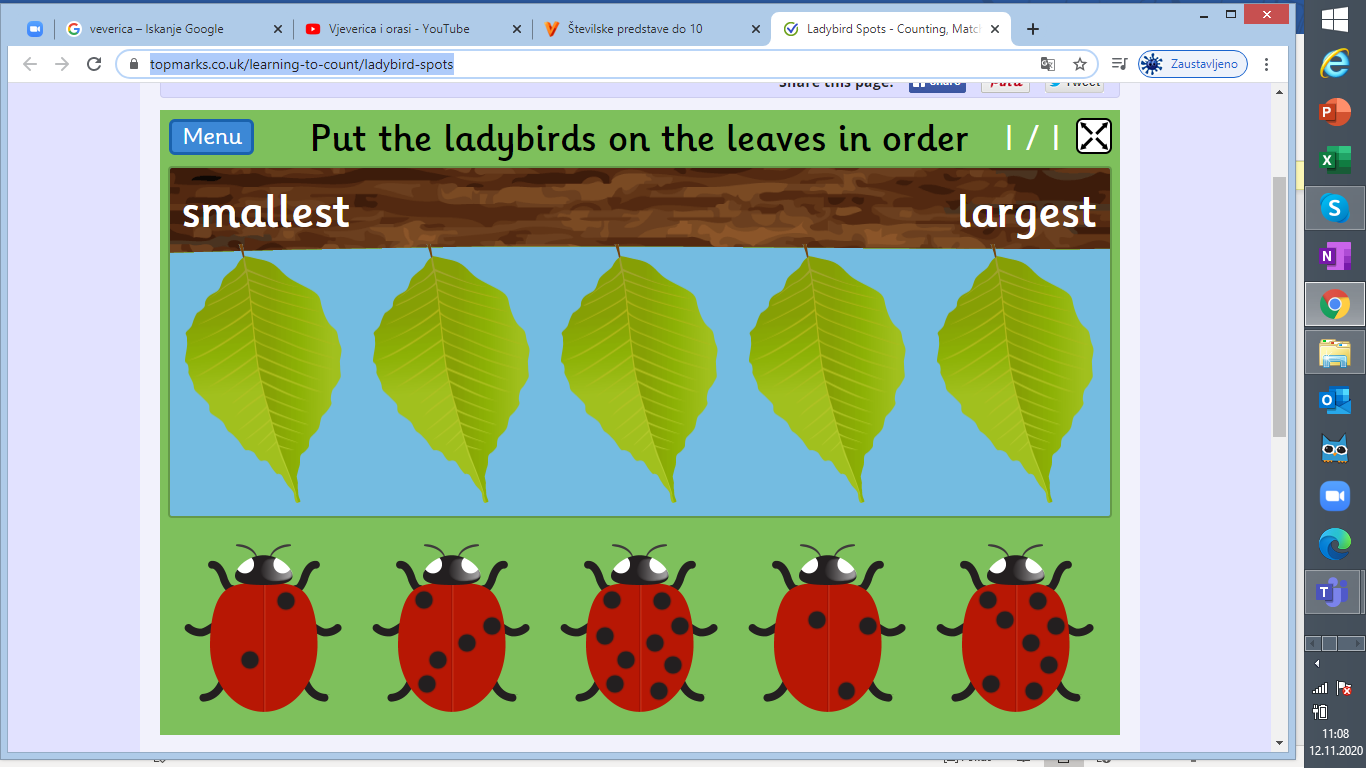 veverica – Iskanje Google
Vjeverica i orasi - YouTube
Številske predstave do 10
Ladybird Spots - Counting, Matc
topmarks.co.uk/learning-to-count/ladybird-spots
Zaustavljeno
Share this page:
Share
Tweet
Menu
Put the ladybirds on the leaves in order
1 / 1
smallest
largest
11:08
12.11.2020